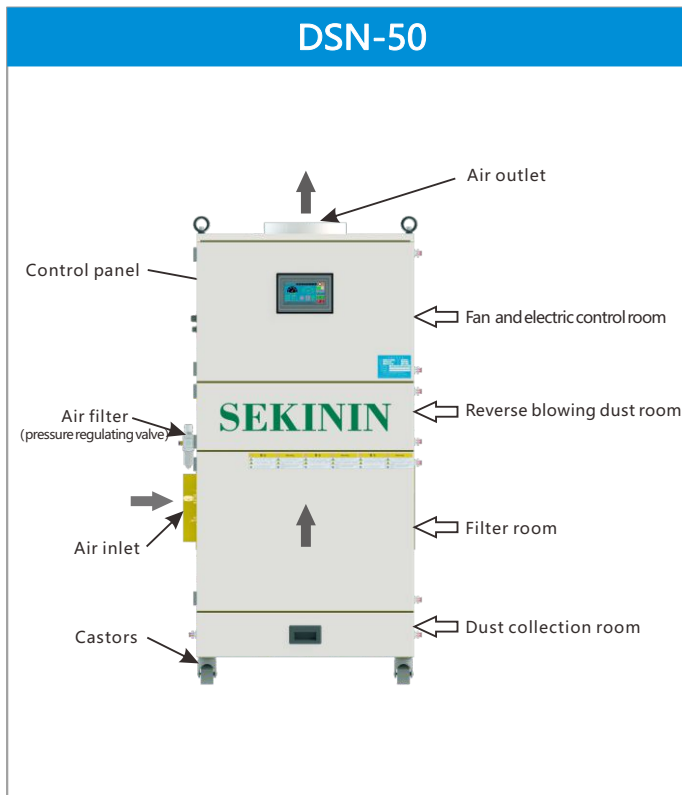 DSN-50
Air outlet
Control panel
Fan and electric control room
SEKININ
Reverse blowing dust room
Air filter
(pressure regulating valve)
Air inlet
Filter room
Castors
Dust collection room